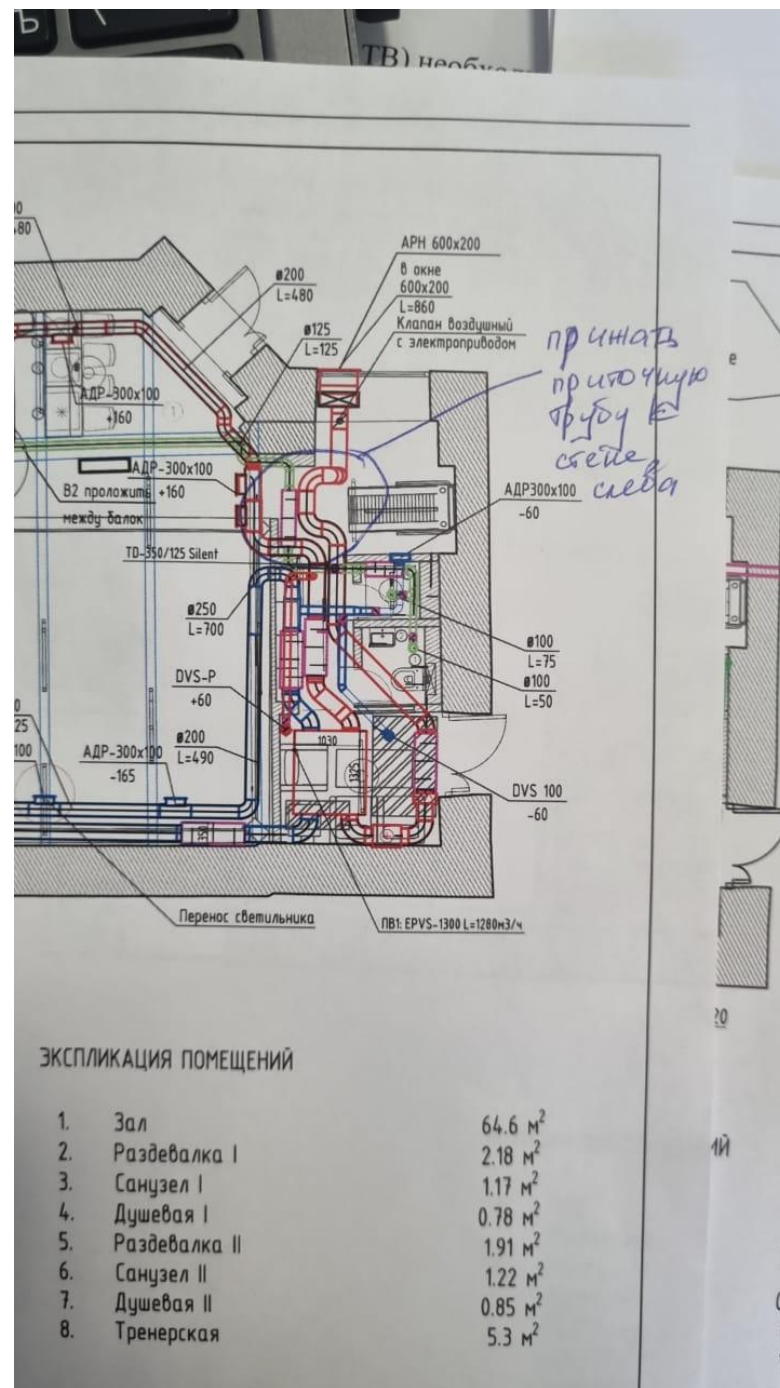 Ъ
ТВ) необхо
АРН 600х200
в окне
600х200
L=860
Клапан воздушный
с электроприводом
ø200
L=480
ø125
L=125
прижать
приточную
трубу к
стене
слева
АДР-300х100
+160
1
АДР-300х100
+160
В2 проложить
между балок
АДР300х100
-60
TD-350/125 Silent
ø250
L=700
ø100
L=75
ø100
L=50
DVS-P
+60
ø200
L=490
1030
1325
DVS 100
-60
АДР-300х100
-165
350
Перенос светильника
ПВ1: EPVS-1300 L=1280м3/ч
ЭКСПЛИКАЦИЯ ПОМЕЩЕНИЙ
1. Зал 64.6 м²
2. Раздевалка I 2.18 м²
3. Санузел I 1.17 м²
4. Душевая I 0.78 м²
5. Раздевалка II 1.91 м²
6. Санузел II 1.22 м²
7. Душевая II 0.85 м²
8. Тренерская 5.3 м²